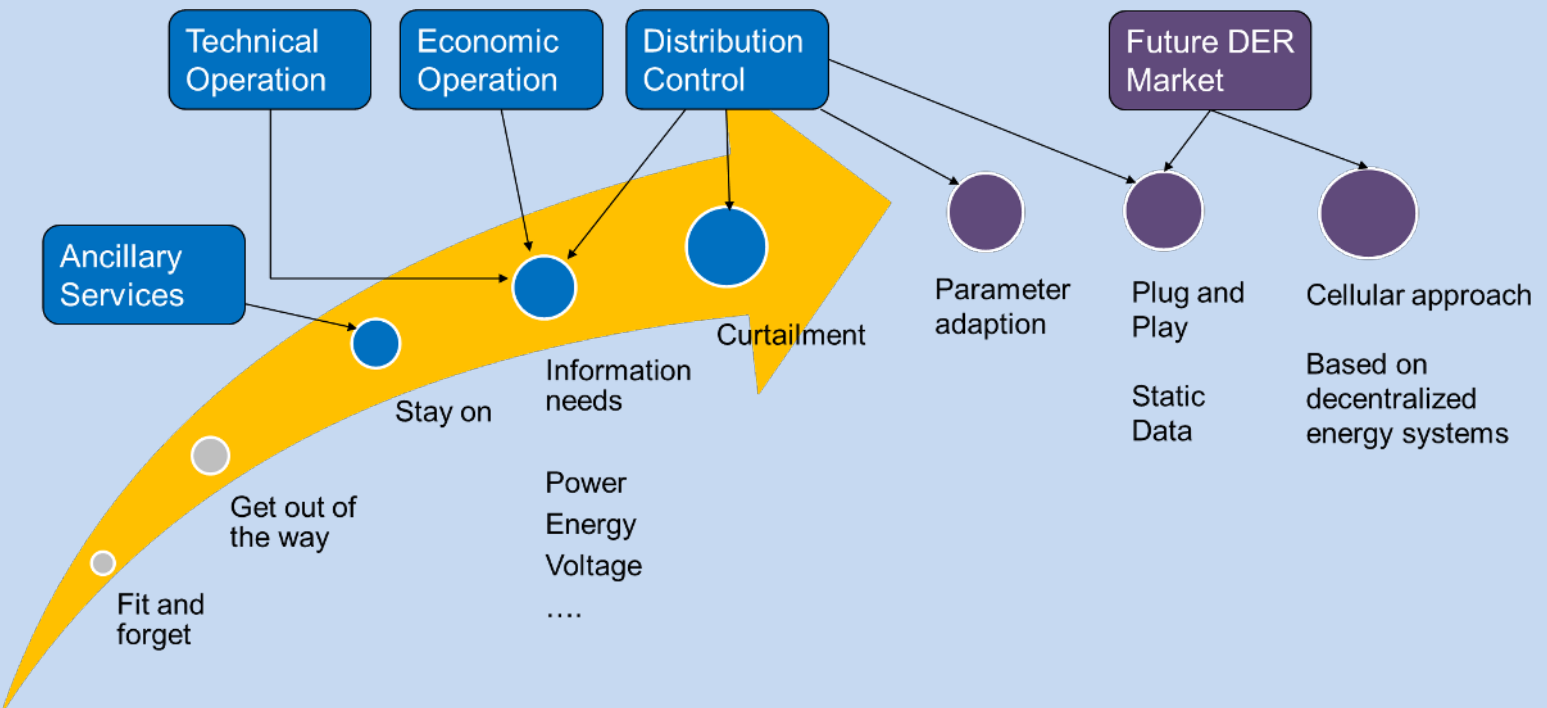 Technical
Operation
Economic
Operation
Distribution
Control
Future DER
Market
Ancillary
Services
Fit and
forget
Get out of
the way
Stay on
Information
needs
Power
Energy
Voltage
....
Curtailment
Parameter
adaption
Plug and
Play
Static
Data
Cellular approach
Based on
decentralized
energy systems